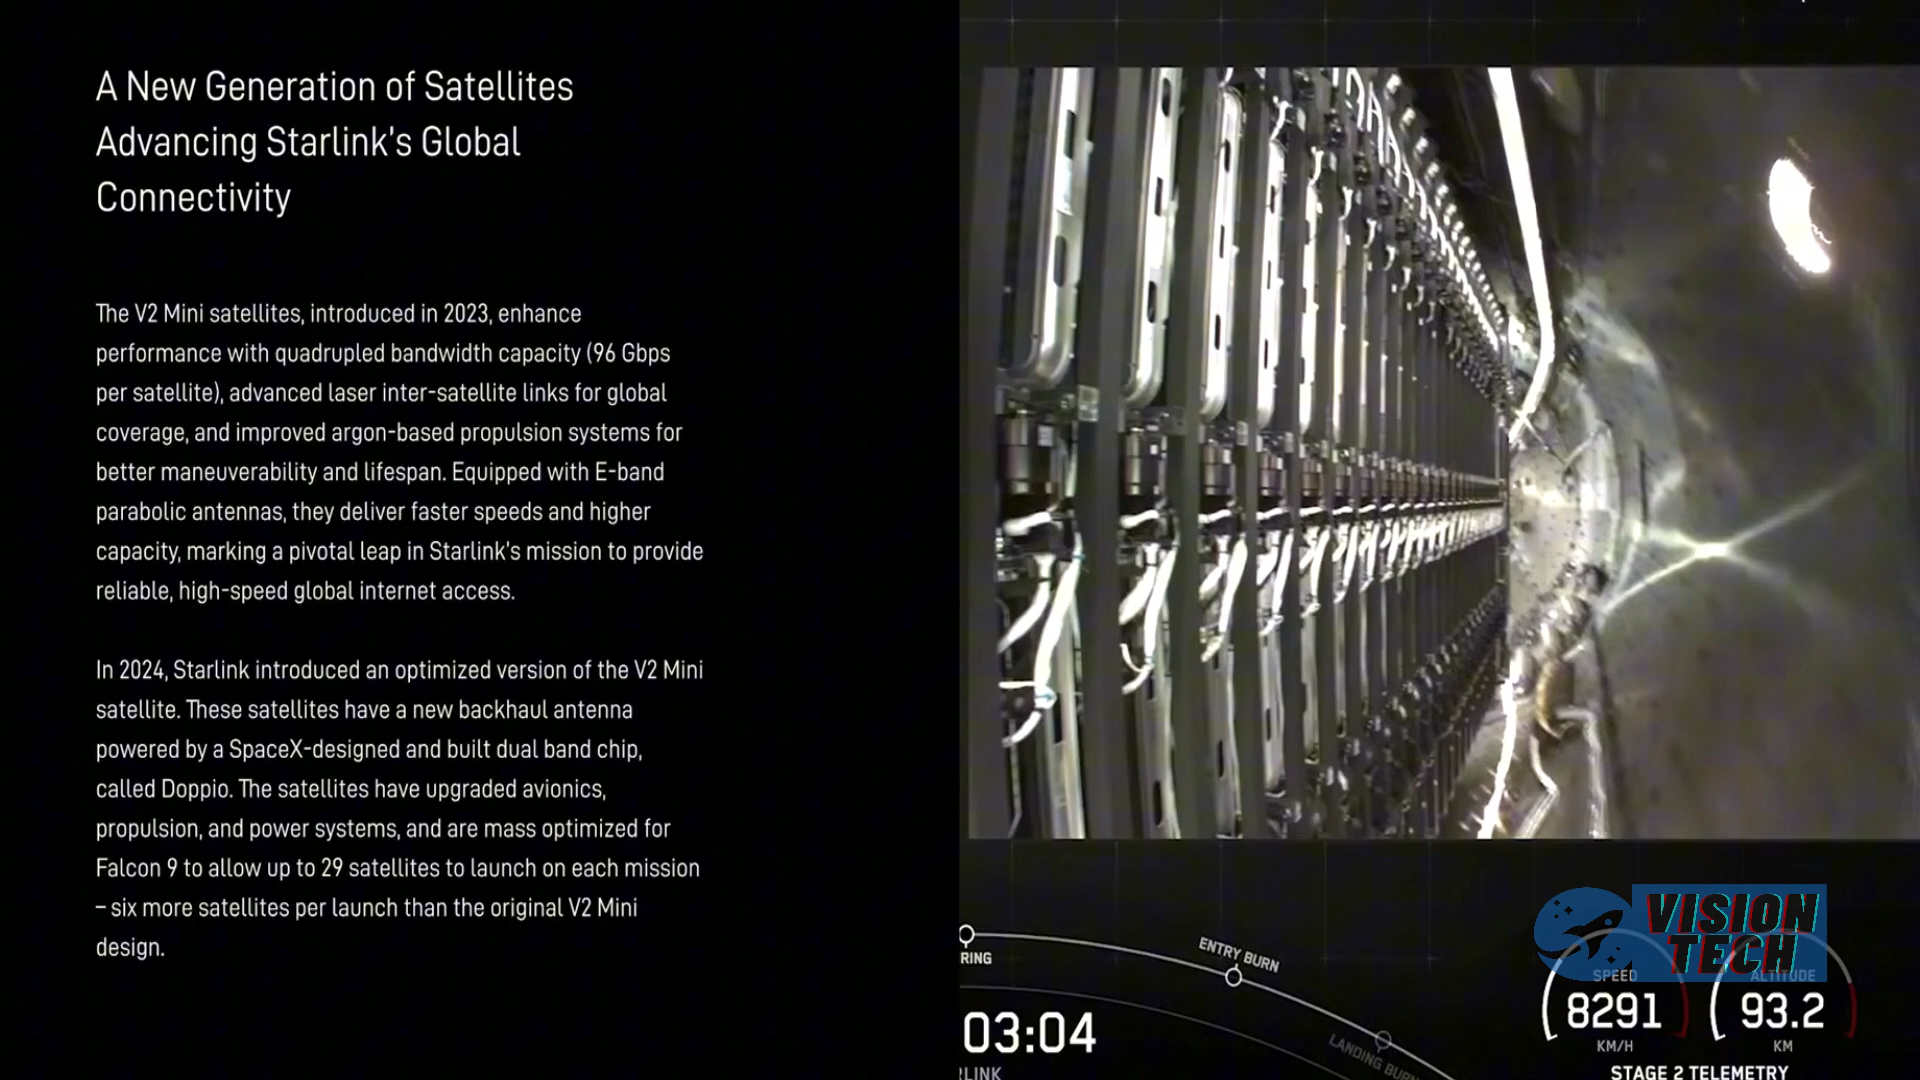 A New Generation of Satellites
Advancing Starlink's Global
Connectivity
The V2 Mini satellites, introduced in 2023, enhance
performance with quadrupled bandwidth capacity (96 Gbps
per satellite), advanced laser inter-satellite links for global
coverage, and improved argon-based propulsion systems for
better maneuverability and lifespan. Equipped with E-band
parabolic antennas, they deliver faster speeds and higher
capacity, marking a pivotal leap in Starlink's mission to provide
reliable, high-speed global internet access.
In 2024, Starlink introduced an optimized version of the V2 Mini
satellite. These satellites have a new backhaul antenna
powered by a SpaceX-designed and built dual band chip,
called Doppio. The satellites have upgraded avionics,
propulsion, and power systems, and are mass optimized for
Falcon 9 to allow up to 29 satellites to launch on each mission
– six more satellites per launch than the original V2 Mini
design.
RING
ENTRY BURN
LANDING BURN
03:04
RLINK
VISION
TECH
SPEED
8291
KM/H
ALTITUDE
93.2
KM
STAGE 2 TELEMETRY